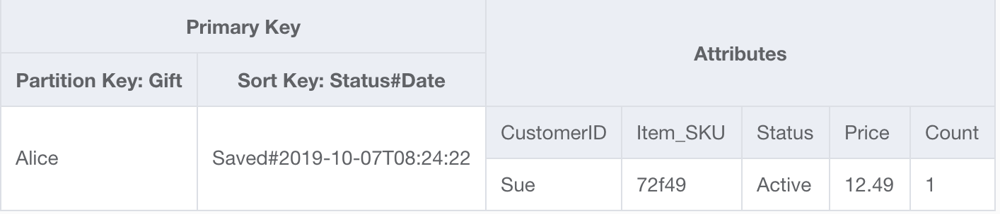 Primary Key
Attributes
Partition Key: Gift
Sort Key: Status#Date
CustomerID
Item_SKU
Status
Price
Count
Alice
Saved#2019-10-07T08:24:22
Sue
72f49
Active
12.49
1